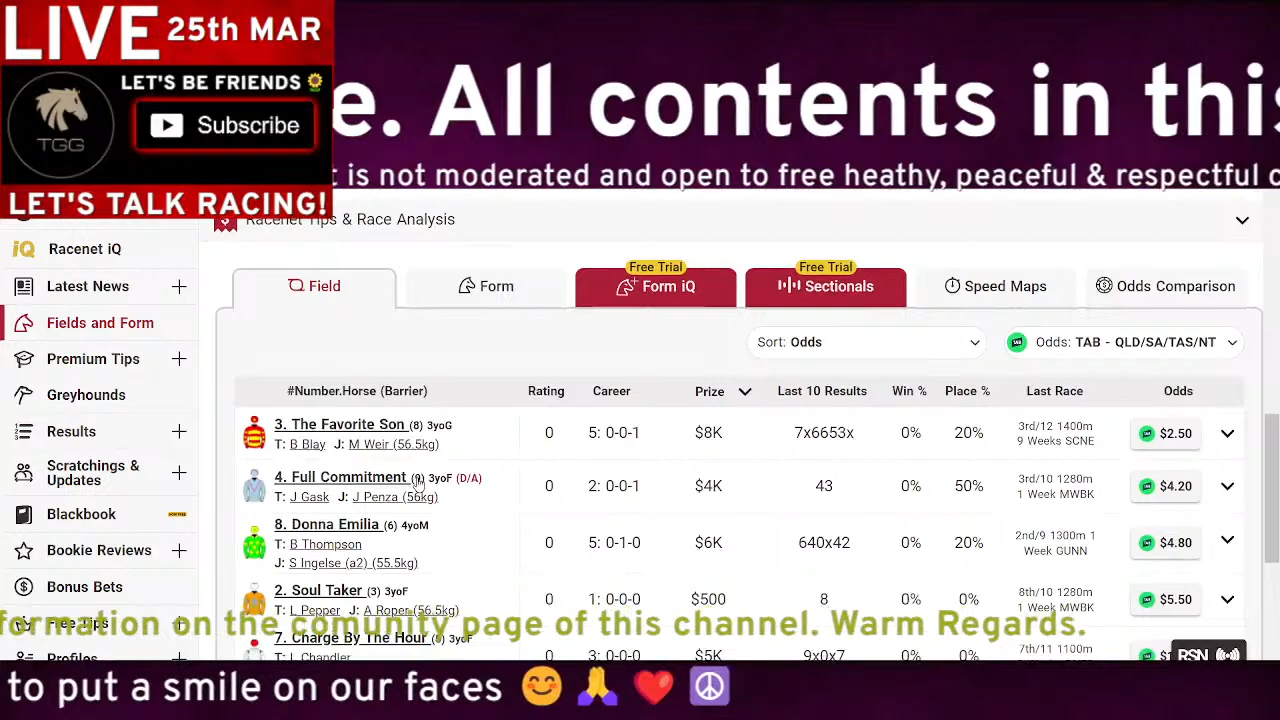 LIVE 25th MAR
LET'S BE FRIENDS
TGG
Subscribe
LET'S TALK RACING!
e. All contents in this
t is not moderated and open to free heathy, peaceful & respectful c
Racenet Tips & Race Analysis
iQ Racenet iQ
Latest News
Fields and Form
Premium Tips
Greyhounds
Results
Scratchings &
Updates
Blackbook
Bookie Reviews
Bonus Bets
Free Tips
Profiles
Free Trial
Free Trial
Field
Form
Form iQ
Sectionals
Speed Maps
Odds Comparison
Sort: Odds
Odds: TAB - QLD/SA/TAS/NT
#Number.Horse (Barrier) Rating Career Prize Last 10 Results Win % Place % Last Race Odds
3. The Favorite Son (8) 3yoG
T: B Blay J: M Weir (56.5kg)
0 5: 0-0-1 $8K 7x6653x 0% 20%
3rd/12 1400m
9 Weeks SCNE
$2.50
4. Full Commitment 3yoF (D/A)
T: J Gask J: J Penza (56kg)
0 2: 0-0-1 $4K 43 0% 50%
3rd/10 1280m
1 Week MWBK
$4.20
8. Donna Emilia (6) 4yoM
T: B Thompson
J: S Ingelse (a2) (55.5kg)
0 5: 0-1-0 $6K 640x42 0% 20%
2nd/9 1300m 1
Week GUNN
$4.80
2. Soul Taker (3) 3yoF
T: L Pepper J: A Roper (56.5kg)
0 1: 0-0-0 $500 8 0% 0%
8th/10 1280m
1 Week MWBK
$5.50
7. Charge By The Hour 3yoF
T: L Chandler
0 3: 0-0-0 $5K 9x0x7 0% 0%
7th/11 1100m
RSN
formation on the comunity page of this channel. Warm Regards.
to put a smile on our faces